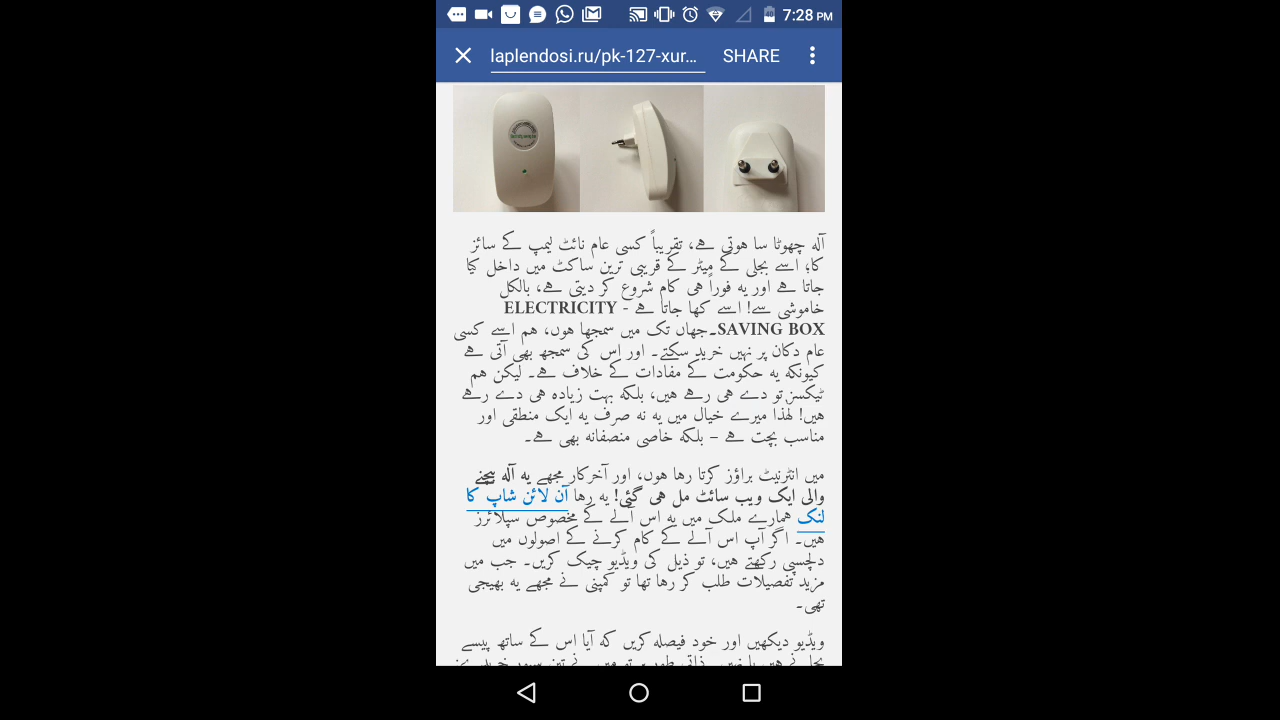 7:28 PM
laplendosi.ru/pk-127-xur...
SHARE
آلہ چھوٹا سا ہوتی ہے، تقریباً کسی عام نائٹ لیمپ کے سائز
کا؛ اسے بجلی کے میٹر کے قریبی ترین ساکٹ میں داخل کیا
جاتا ہے اور یہ فوراً ہی کام شروع کر دیتی ہے، بالکل
خاموشی سے! اسے کہا جاتا ہے - ELECTRICITY
SAVING BOX۔جہاں تک میں سمجھا ہوں، ہم اسے کسی
عام دکان پر نہیں خرید سکتے۔ اور اس کی سمجھ بھی آتی ہے
کیونکہ یہ حکومت کے مفادات کے خلاف ہے۔ لیکن ہم
ٹیکسز تو دے ہی رہے ہیں، بلکہ بہت زیادہ ہی دے رہے
ہیں! لہٰذا میرے خیال میں یہ نہ صرف یہ ایک منطقی اور
مناسب بچت ہے – بلکہ خاصی منصفانہ بھی ہے۔
میں انٹرنیٹ براؤز کرتا رہا ہوں، اور آخرکار مجھے یہ آلہ بیچنے
والی ایک ویب سائٹ مل ہی گئی! یہ رہا آن لائن شاپ کا
لنک ہمارے ملک میں یہ اس آلے کے مخصوص سپلائرز
ہیں۔ اگر آپ اس آلے کے کام کرنے کے اصولوں میں
دلچسپی رکھتے ہیں، تو ذیل کی ویڈیو چیک کریں۔ جب میں
مزید تفصیلات طلب کر رہا تھا تو کمپنی نے مجھے یہ بھیجی
تھی۔
ویڈیو دیکھیں اور خود فیصلہ کریں کہ آیا اس کے ساتھ پیسے